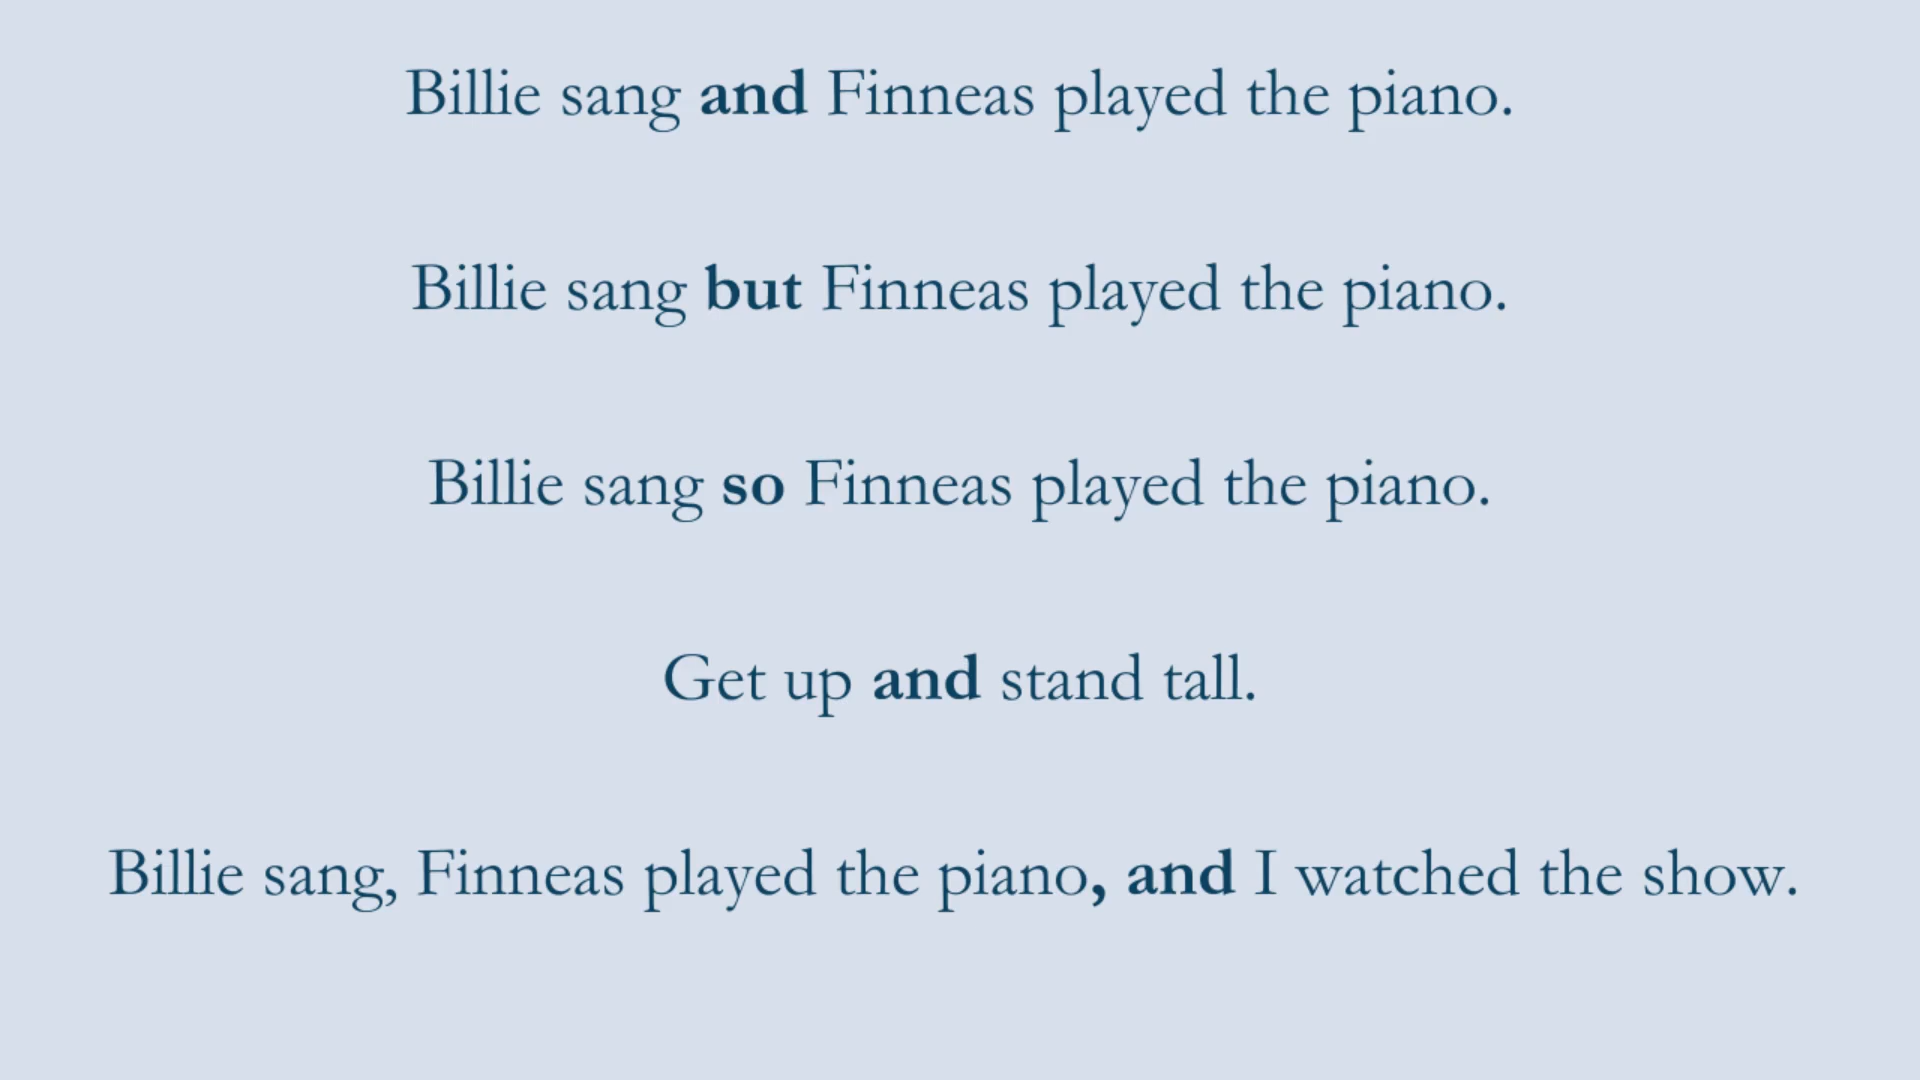 Billie sang and Finneas played the piano.
Billie sang but Finneas played the piano.
Billie sang so Finneas played the piano.
Get up and stand tall.
Billie sang, Finneas played the piano, and I watched the show.